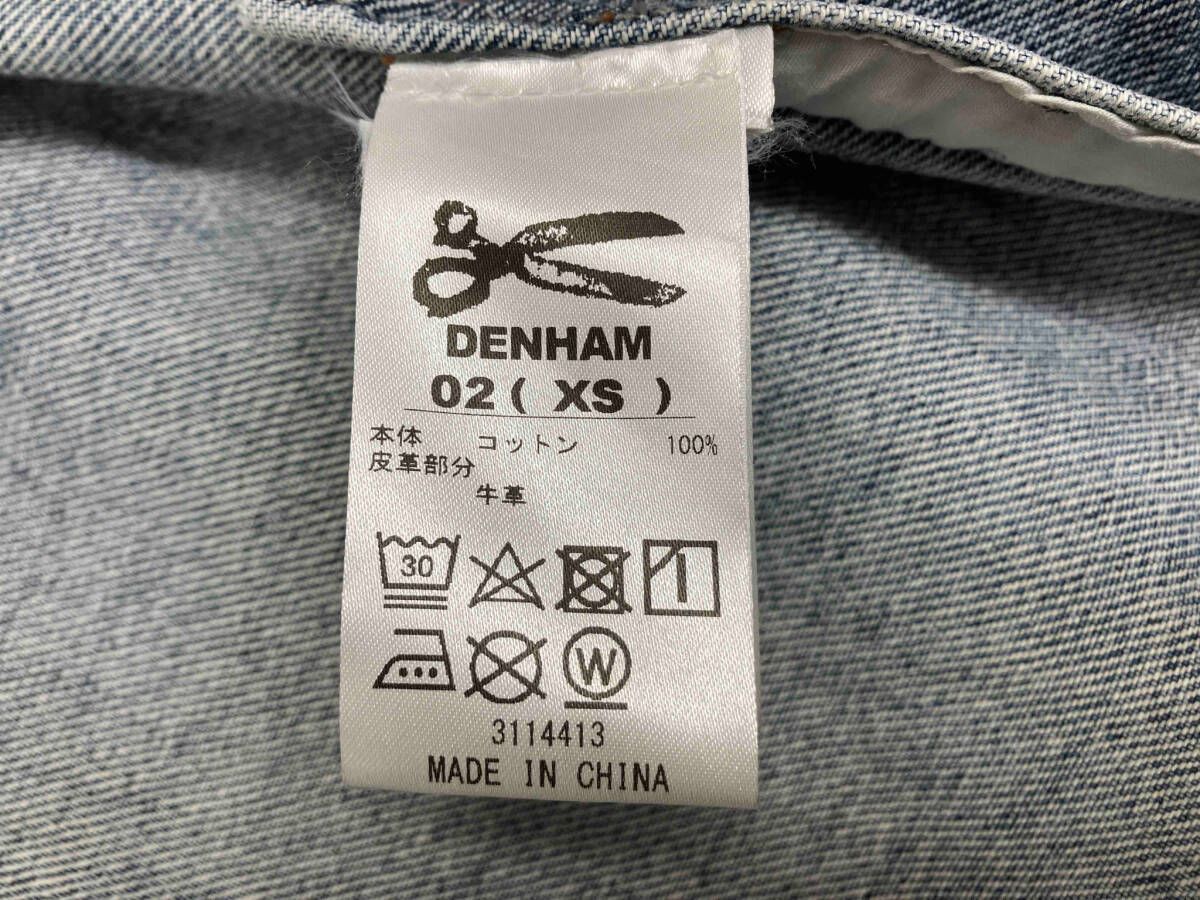 DENHAM
02 ( XS )
本体 コットン 100%
皮革部分
牛革
30
W
3114413
MADE IN CHINA